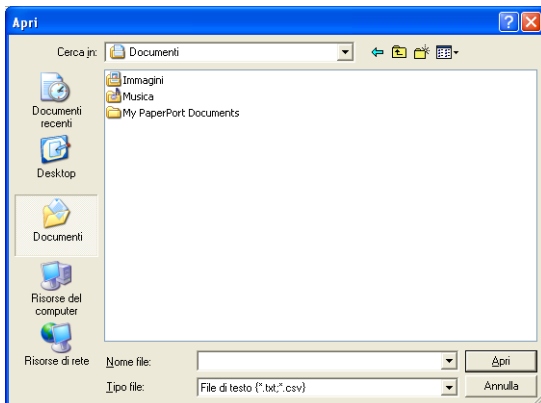 Apri
Cerca in: Documenti
Documenti recenti
Desktop
Documenti
Risorse del computer
Risorse di rete
Immagini
Musica
My PaperPort Documents
Nome file:
Apri
Tipo file: File di testo {*.txt;*.csv}
Annulla